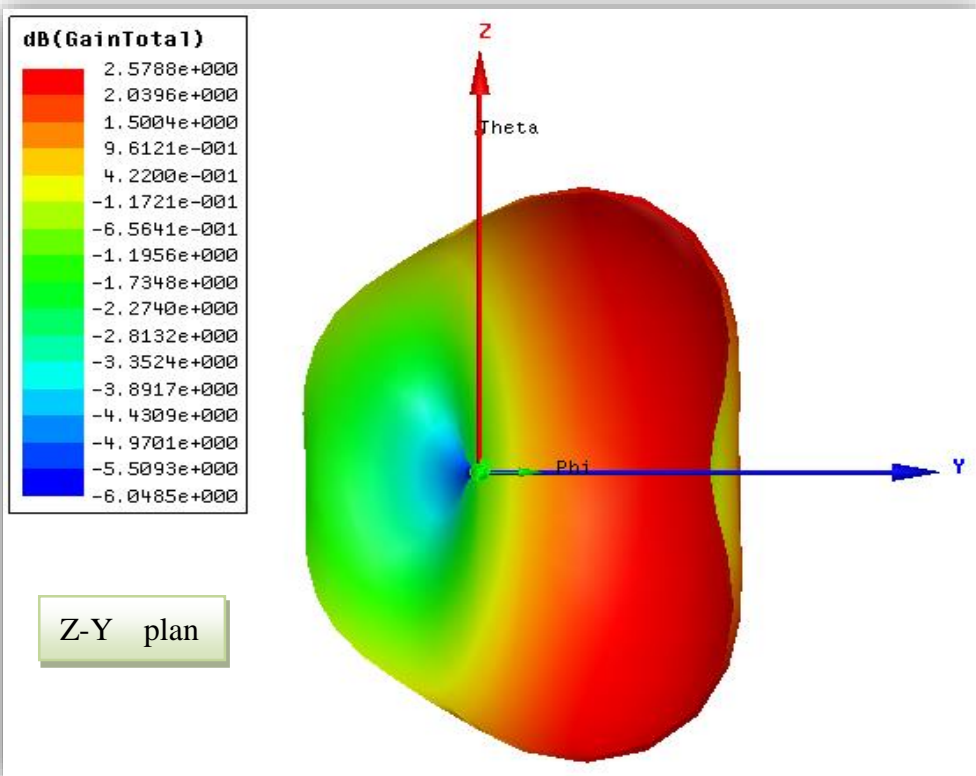 dB(GainTotal)
2.5788e+000
2.0396e+000
1.5004e+000
9.6121e-001
4.2200e-001
-1.1721e-001
-6.5641e-001
-1.1956e+000
-1.7348e+000
-2.2740e+000
-2.8132e+000
-3.3524e+000
-3.8917e+000
-4.4309e+000
-4.9701e+000
-5.5093e+000
-6.0485e+000
Z
Theta
Phi
Y
Z-Y plan